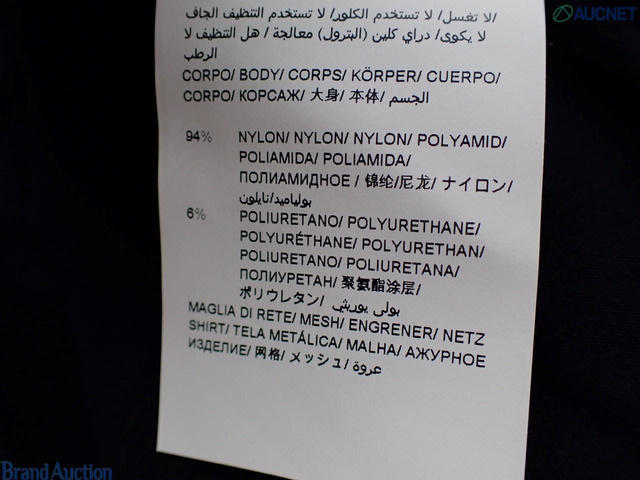 AUCNET
لا تغسل/ لا تستخدم الكلور/ لا تستخدم التنظيف الجاف/
لا يكوى/ دراي كلين (البترول) معالجة / هل التنظيف لا
الرطب
CORPO/ BODY/ CORPS/ KÖRPER/ CUERPO/
CORPO/ КОРСАЖ/ 大身/ 本体/ الجسم
94% NYLON/ NYLON/ NYLON/ POLYAMID/
POLIAMIDA/ POLIAMIDA/
ПОЛИАМИДНОЕ / 锦纶/尼龙/ ナイロン/
بولياميد/نايلون
6% POLIURETANO/ POLYURETHANE/
POLYURÉTHANE/ POLYURETHAN/
POLIURETANO/ POLIURETANA/
ПОЛИУРЕТАН/ 聚氨酯涂层/
ポリウレタン/ بولى يوريثي
MAGLIA DI RETE/ MESH/ ENGRENER/ NETZ
SHIRT/ TELA METÁLICA/ MALHA/ АЖУРНОЕ
ИЗДЕЛИЕ/ 网格/ メッシュ/ عروة/
Brand Auction